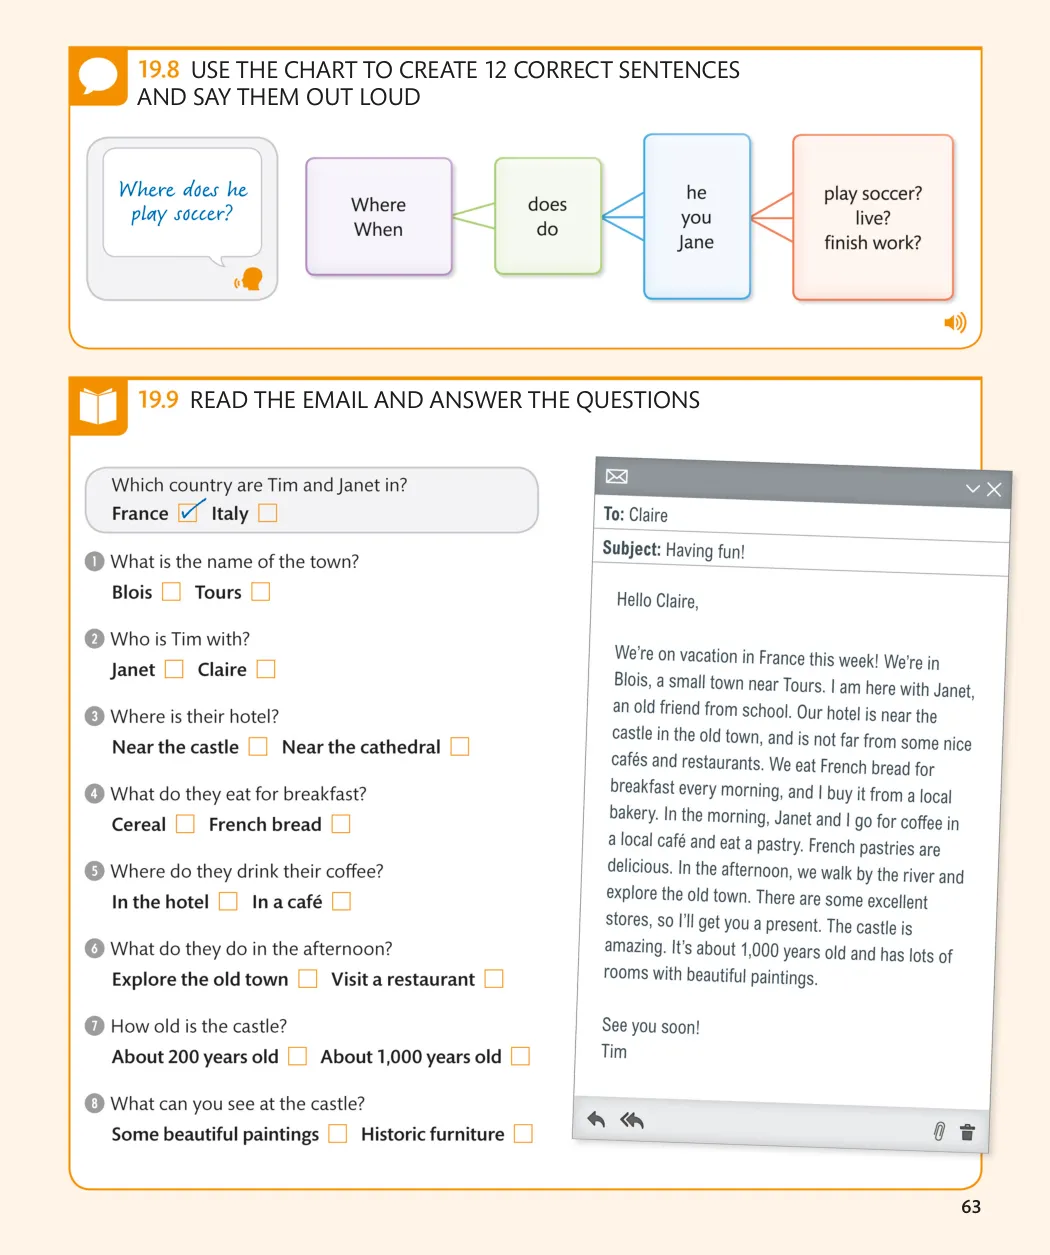 19.8 USE THE CHART TO CREATE 12 CORRECT SENTENCES
AND SAY THEM OUT LOUD
Where does he
play soccer?
Where
When
does
do
he
you
Jane
play soccer?
live?
finish work?
19.9 READ THE EMAIL AND ANSWER THE QUESTIONS
Which country are Tim and Janet in?
France Italy
1 What is the name of the town?
Blois Tours
2 Who is Tim with?
Janet Claire
3 Where is their hotel?
Near the castle Near the cathedral
4 What do they eat for breakfast?
Cereal French bread
5 Where do they drink their coffee?
In the hotel In a café
6 What do they do in the afternoon?
Explore the old town Visit a restaurant
7 How old is the castle?
About 200 years old About 1,000 years old
8 What can you see at the castle?
Some beautiful paintings Historic furniture
To: Claire
Subject: Having fun!
Hello Claire,
We're on vacation in France this week! We're in
Blois, a small town near Tours. I am here with Janet,
an old friend from school. Our hotel is near the
castle in the old town, and is not far from some nice
cafés and restaurants. We eat French bread for
breakfast every morning, and I buy it from a local
bakery. In the morning, Janet and I go for coffee in
a local café and eat a pastry. French pastries are
delicious. In the afternoon, we walk by the river and
explore the old town. There are some excellent
stores, so I'll get you a present. The castle is
amazing. It's about 1,000 years old and has lots of
rooms with beautiful paintings.
See you soon!
Tim
63